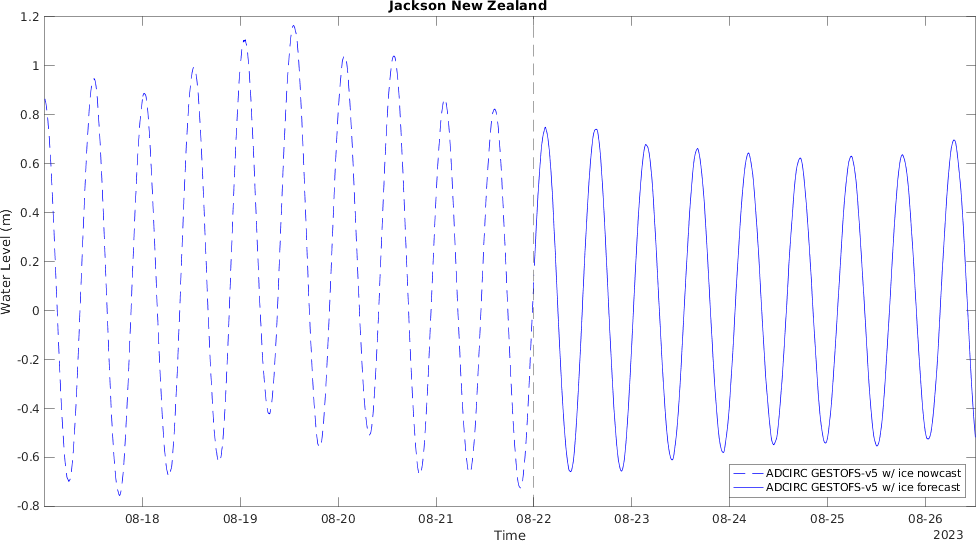 Jackson New Zealand
1.2
1
0.8
0.6
0.4
0.2
0
-0.2
-0.4
-0.6
-0.8
Water Level (m)
08-18 08-19 08-20 08-21 08-22 08-23 08-24 08-25 08-26
Time
2023
ADCIRC GESTOFS-v5 w/ ice nowcast
ADCIRC GESTOFS-v5 w/ ice forecast